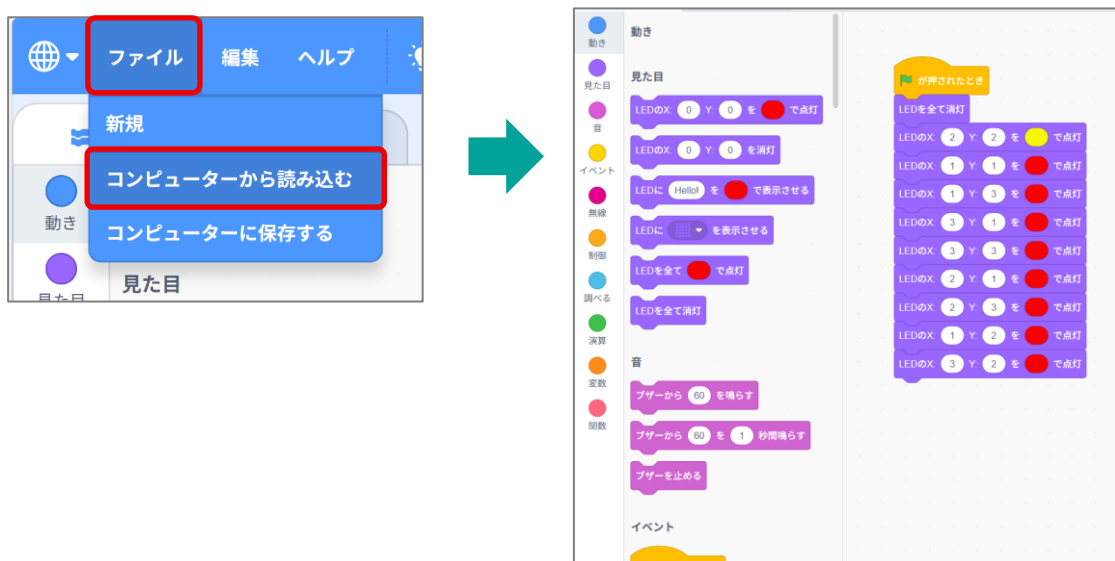 ファイル 編集 ヘルプ
新規
コンピューターから読み込む
コンピューターに保存する
動き
見た目
見た目
動き
見た目
音
イベント
無線
制御
調べる
演算
変数
関数
動き
見た目
LEDのX: 0 Y: 0 を で点灯
LEDのX: 0 Y: 0 を消灯
LEDに Hello! を で表示させる
LEDに を表示させる
LEDを全て で点灯
LEDを全て消灯
音
ブザーから 60 を鳴らす
ブザーから 60 を 1 秒間鳴らす
ブザーを止める
イベント
が押されたとき
LEDを全て消灯
LEDのX: 2 Y: 2 を で点灯
LEDのX: 1 Y: 1 を で点灯
LEDのX: 1 Y: 3 を で点灯
LEDのX: 3 Y: 1 を で点灯
LEDのX: 3 Y: 3 を で点灯
LEDのX: 2 Y: 1 を で点灯
LEDのX: 2 Y: 3 を で点灯
LEDのX: 1 Y: 2 を で点灯
LEDのX: 3 Y: 2 を で点灯